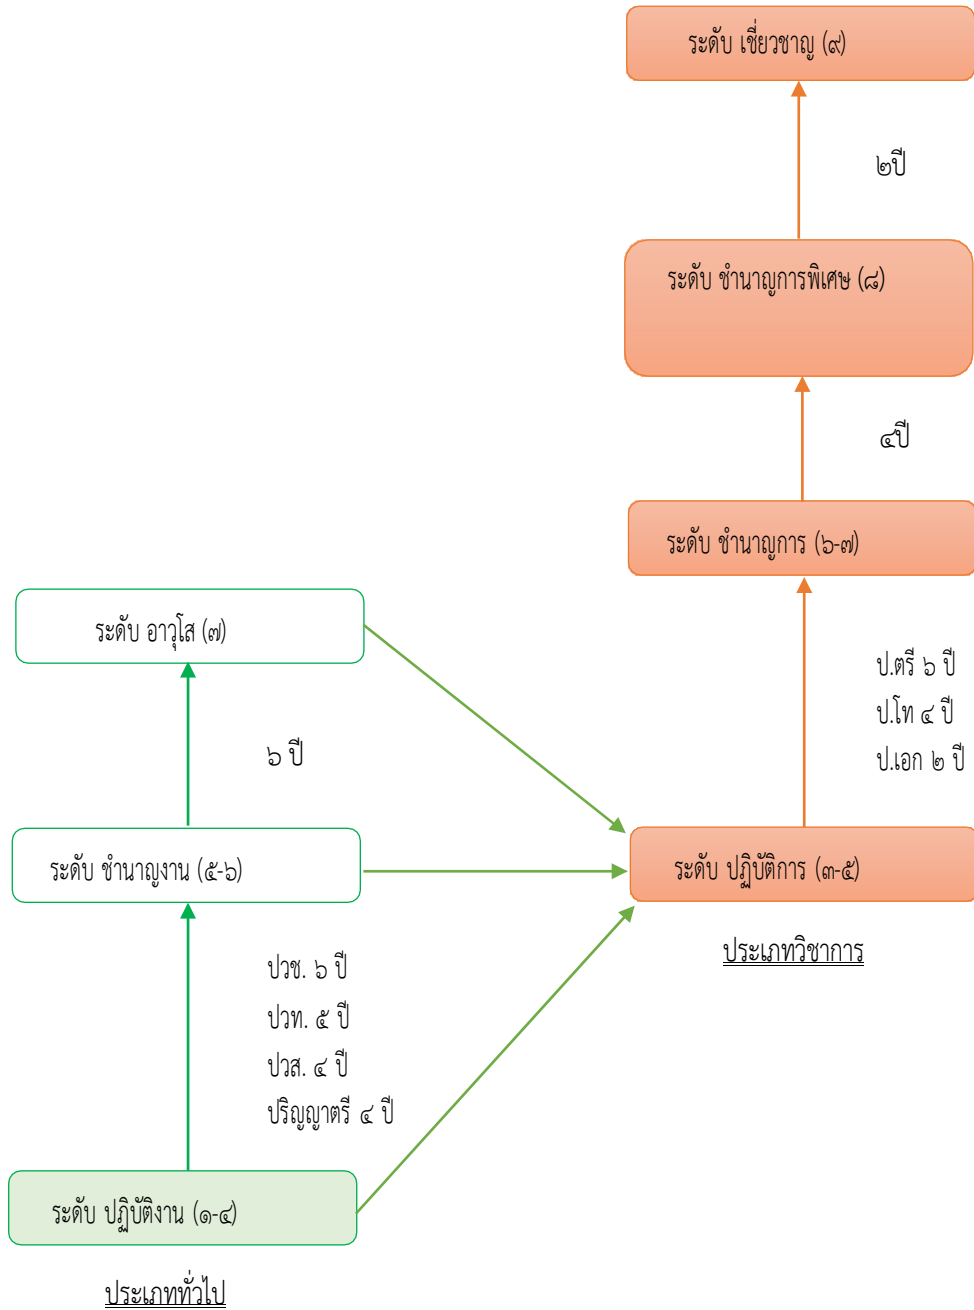 ระดับ เชี่ยวชาญ (๙)
๒ปี
ระดับ ชำนาญการพิเศษ (๘)
๔ปี
ระดับ ชำนาญการ (๖-๗)
ระดับ อาวุโส (๗)
ป.ตรี ๖ ปี
ป.โท ๔ ปี
ป.เอก ๒ ปี
๖ ปี
ระดับ ชำนาญงาน (๕-๖)
ระดับ ปฏิบัติการ (๓-๕)
ประเภทวิชาการ
ปวช. ๖ ปี
ปวท. ๕ ปี
ปวส. ๔ ปี
ปริญญาตรี ๔ ปี
ระดับ ปฏิบัติงาน (๑-๔)
ประเภททั่วไป